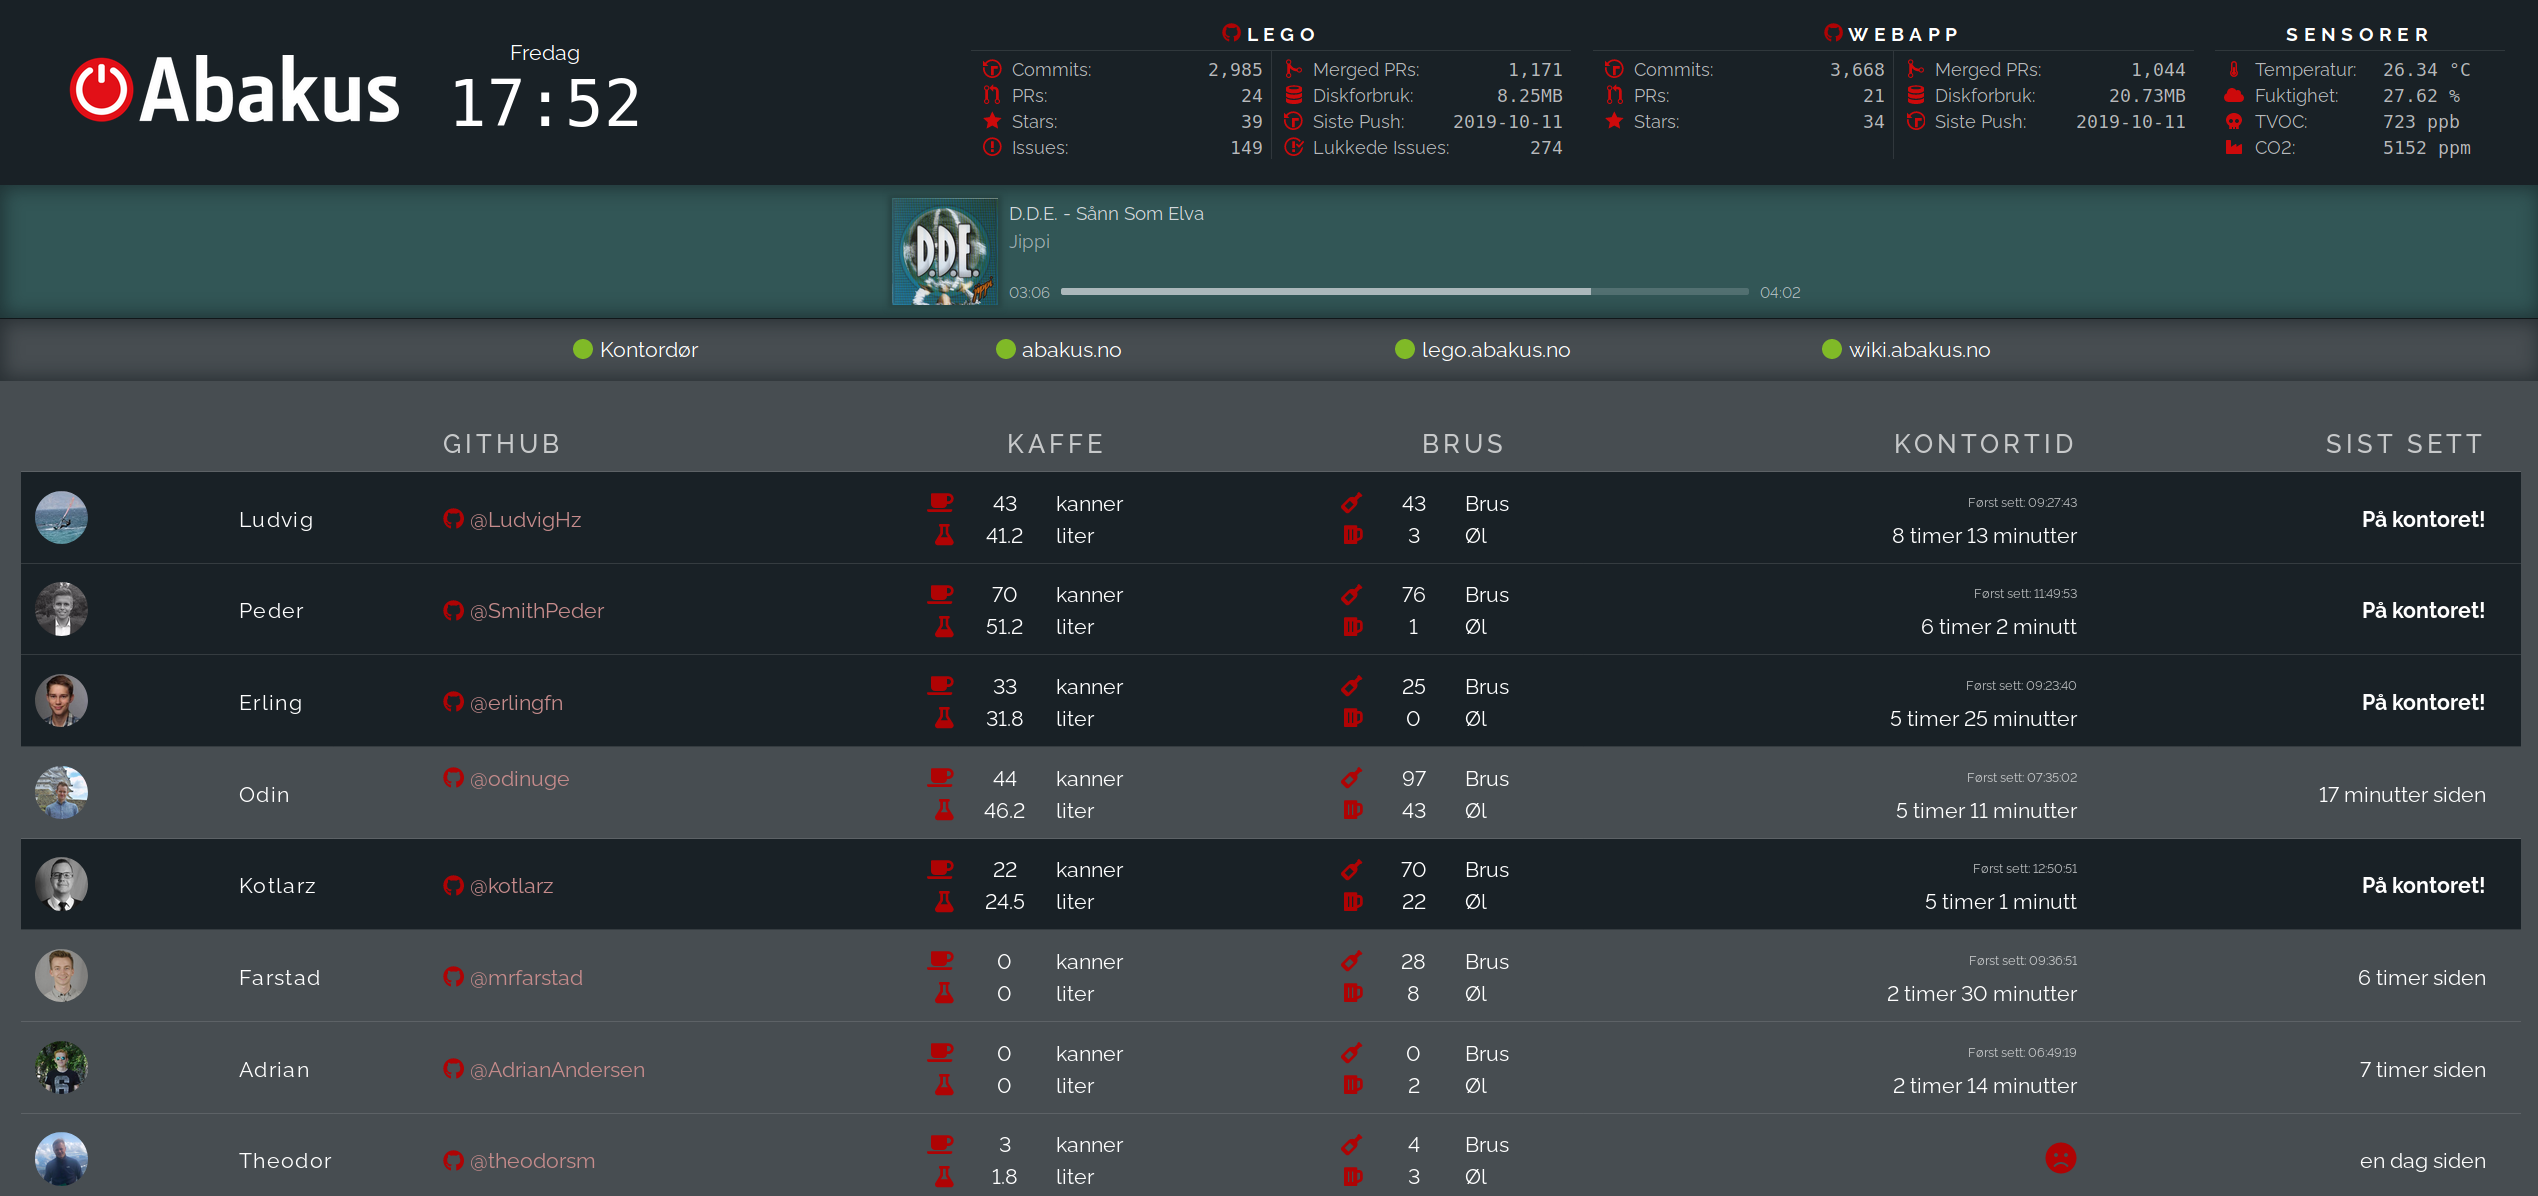 Abakus
Fredag
17:52
LEGO
Commits: 2,985
PRs: 24
Stars: 39
Issues: 149
Merged PRs: 1,171
Diskforbruk: 8.25MB
Siste Push: 2019-10-11
Lukkede Issues: 274
WEBAPP
Commits: 3,668
PRs: 21
Stars: 34
Merged PRs: 1,044
Diskforbruk: 20.73MB
Siste Push: 2019-10-11
SENSORER
Temperatur: 26.34 °C
Fuktighet: 27.62 %
TVOC: 723 ppb
CO2: 5152 ppm
D.D.E.
D.D.E. - Sånn Som Elva
Jippi
03:06 04:02
Kontordør abakus.no lego.abakus.no wiki.abakus.no
GITHUB KAFFE BRUS KONTORTID SIST SETT
Ludvig @LudvigHz
43 kanner
41.2 liter
43 Brus
3 Øl
Først sett: 09:27:43
8 timer 13 minutter
På kontoret!
Peder @SmithPeder
70 kanner
51.2 liter
76 Brus
1 Øl
Først sett: 11:49:53
6 timer 2 minutt
På kontoret!
Erling @erlingfn
33 kanner
31.8 liter
25 Brus
0 Øl
Først sett: 09:23:40
5 timer 25 minutter
På kontoret!
Odin @odinuge
44 kanner
46.2 liter
97 Brus
43 Øl
Først sett: 07:35:02
5 timer 11 minutter
17 minutter siden
Kotlarz @kotlarz
22 kanner
24.5 liter
70 Brus
22 Øl
Først sett: 12:50:51
5 timer 1 minutt
På kontoret!
Farstad @mrfarstad
0 kanner
0 liter
28 Brus
8 Øl
Først sett: 09:36:51
2 timer 30 minutter
6 timer siden
Adrian @AdrianAndersen
0 kanner
0 liter
0 Brus
2 Øl
Først sett: 06:49:19
2 timer 14 minutter
7 timer siden
Theodor @theodorsm
3 kanner
1.8 liter
4 Brus
3 Øl
en dag siden